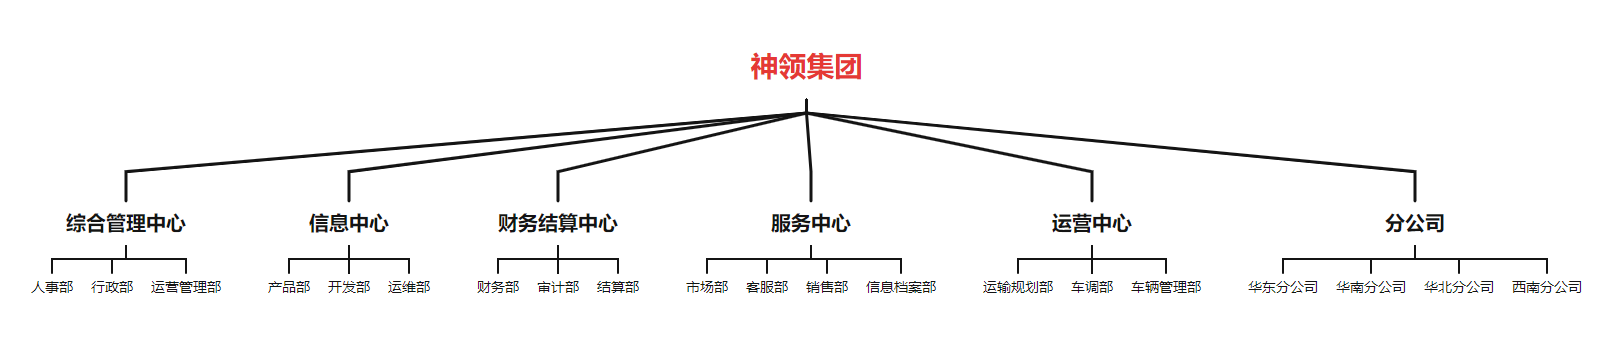 神领集团
综合管理中心 信息中心 财务结算中心 服务中心 运营中心 分公司
人事部 行政部 运营管理部 产品部 开发部 运维部 财务部 审计部 结算部 市场部 客服部 销售部 信息档案部 运输规划部 车调部 车辆管理部 华东分公司 华南分公司 华北分公司 西南分公司